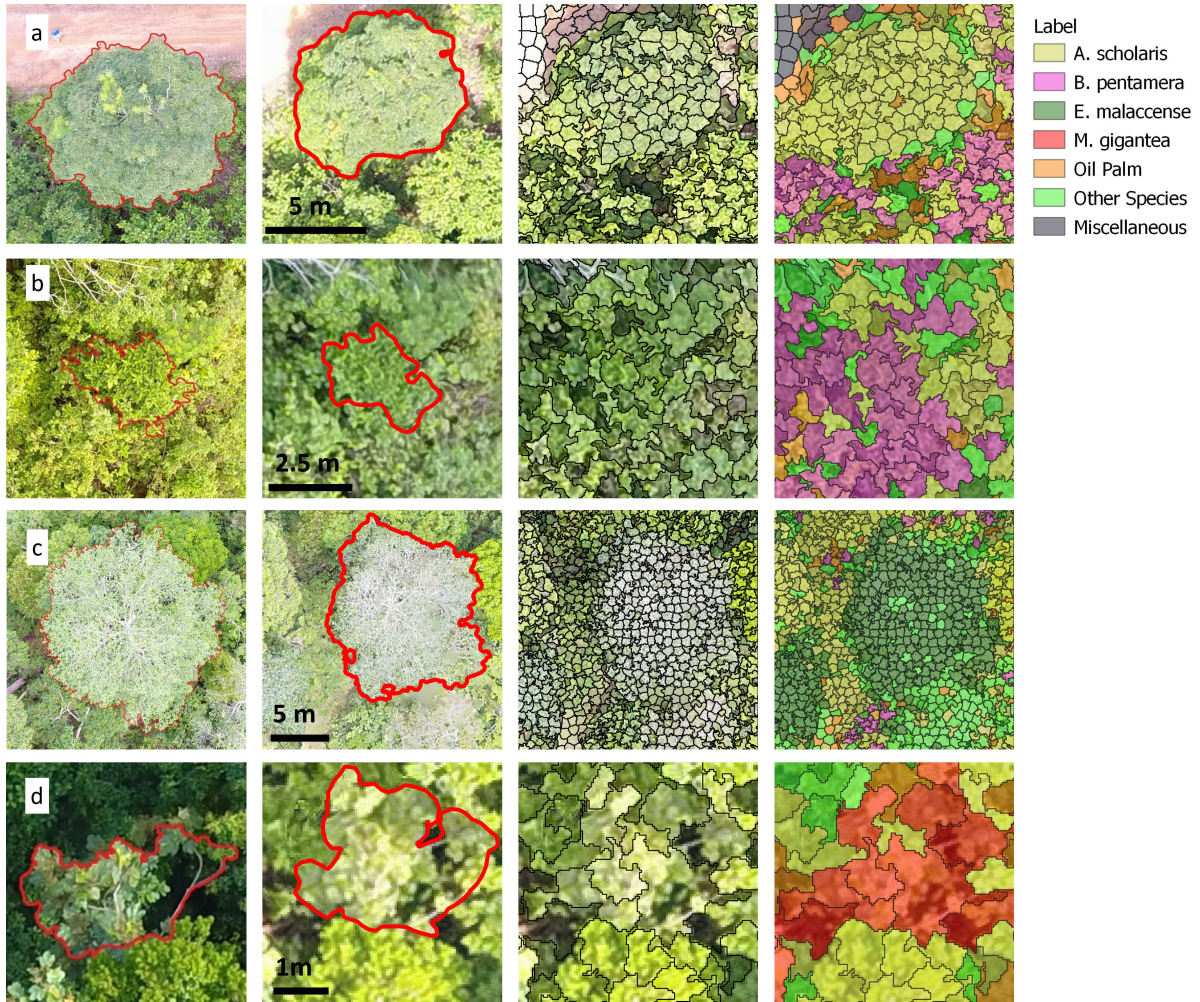 a
Label
A. scholaris
B. pentamera
E. malaccense
M. gigantea
Oil Palm
Other Species
Miscellaneous
5 m
b
2.5 m
c
5 m
d
1m